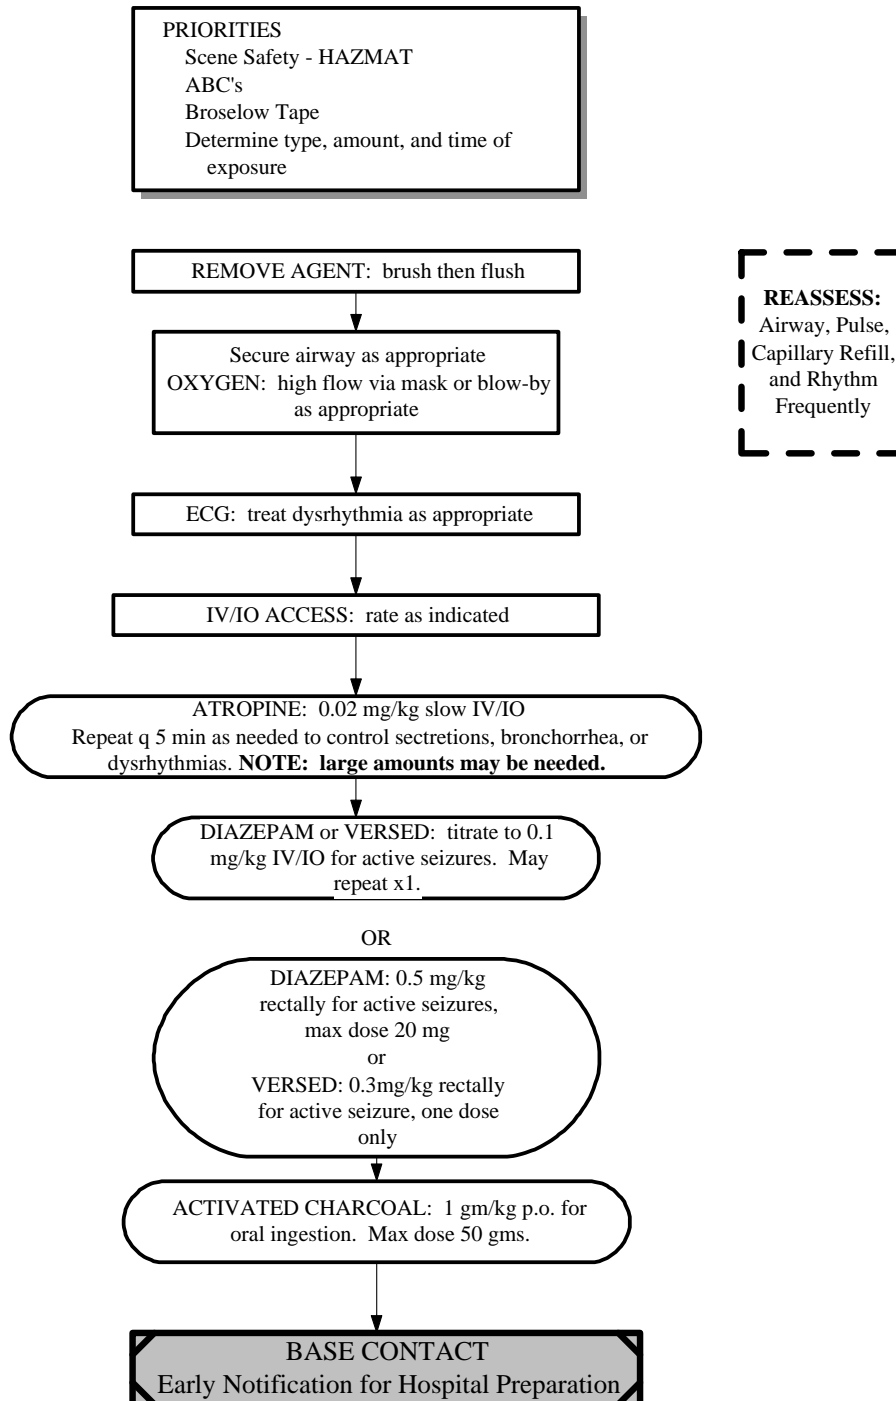 PRIORITIES
Scene Safety - HAZMAT
ABC's
Broselow Tape
Determine type, amount, and time of
exposure
REMOVE AGENT: brush then flush
REASSESS:
Airway, Pulse,
Capillary Refill,
and Rhythm
Frequently
Secure airway as appropriate
OXYGEN: high flow via mask or blow-by
as appropriate
ECG: treat dysrhythmia as appropriate
IV/IO ACCESS: rate as indicated
ATROPINE: 0.02 mg/kg slow IV/IO
Repeat q 5 min as needed to control sectretions, bronchorrhea, or
dysrhythmias. NOTE: large amounts may be needed.
DIAZEPAM or VERSED: titrate to 0.1
mg/kg IV/IO for active seizures. May
repeat x1.
OR
DIAZEPAM: 0.5 mg/kg
rectally for active seizures,
max dose 20 mg
or
VERSED: 0.3mg/kg rectally
for active seizure, one dose
only
ACTIVATED CHARCOAL: 1 gm/kg p.o. for
oral ingestion. Max dose 50 gms.
BASE CONTACT
Early Notification for Hospital Preparation